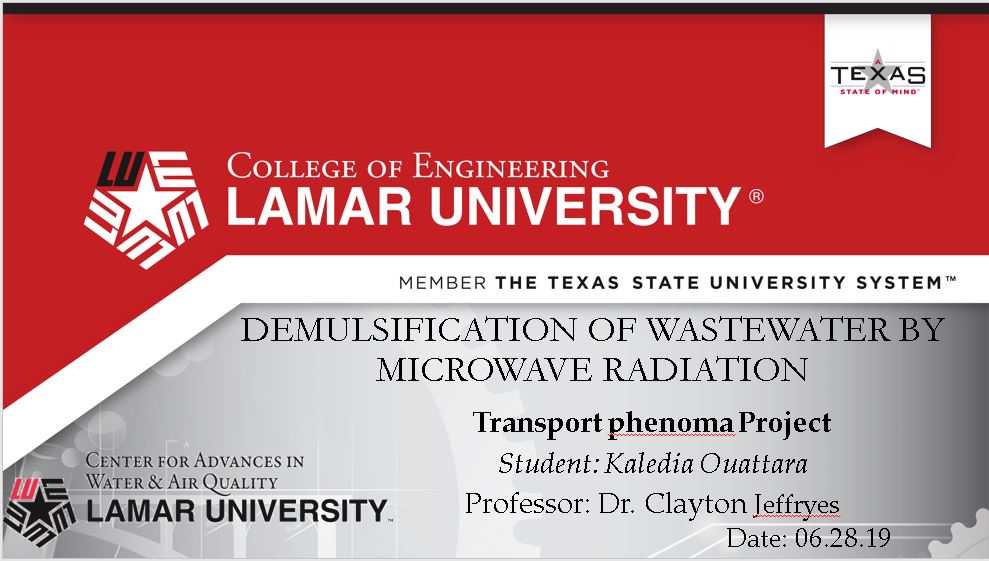 A
TEXAS
STATE OF MIND™
COLLEGE OF ENGINEERING
LAMAR UNIVERSITY®
MEMBER THE TEXAS STATE UNIVERSITY SYSTEM™
DEMULSIFICATION OF WASTEWATER BY
MICROWAVE RADIATION
Transport phenoma Project
Student: Kaledia Ouattara
Professor: Dr. Clayton Jeffryes
Date: 06.28.19
CENTER FOR ADVANCES IN
WATER & AIR QUALITY
LAMAR UNIVERSITY™